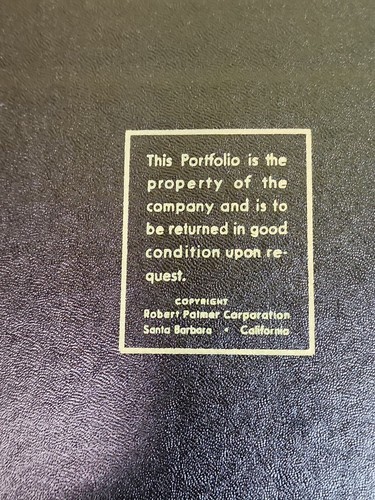 This Portfolio is the
property of the
company and is to
be returned in good
condition upon re-
quest.
COPYRIGHT
Robert Palmer Corporation
Santa Barbara • California